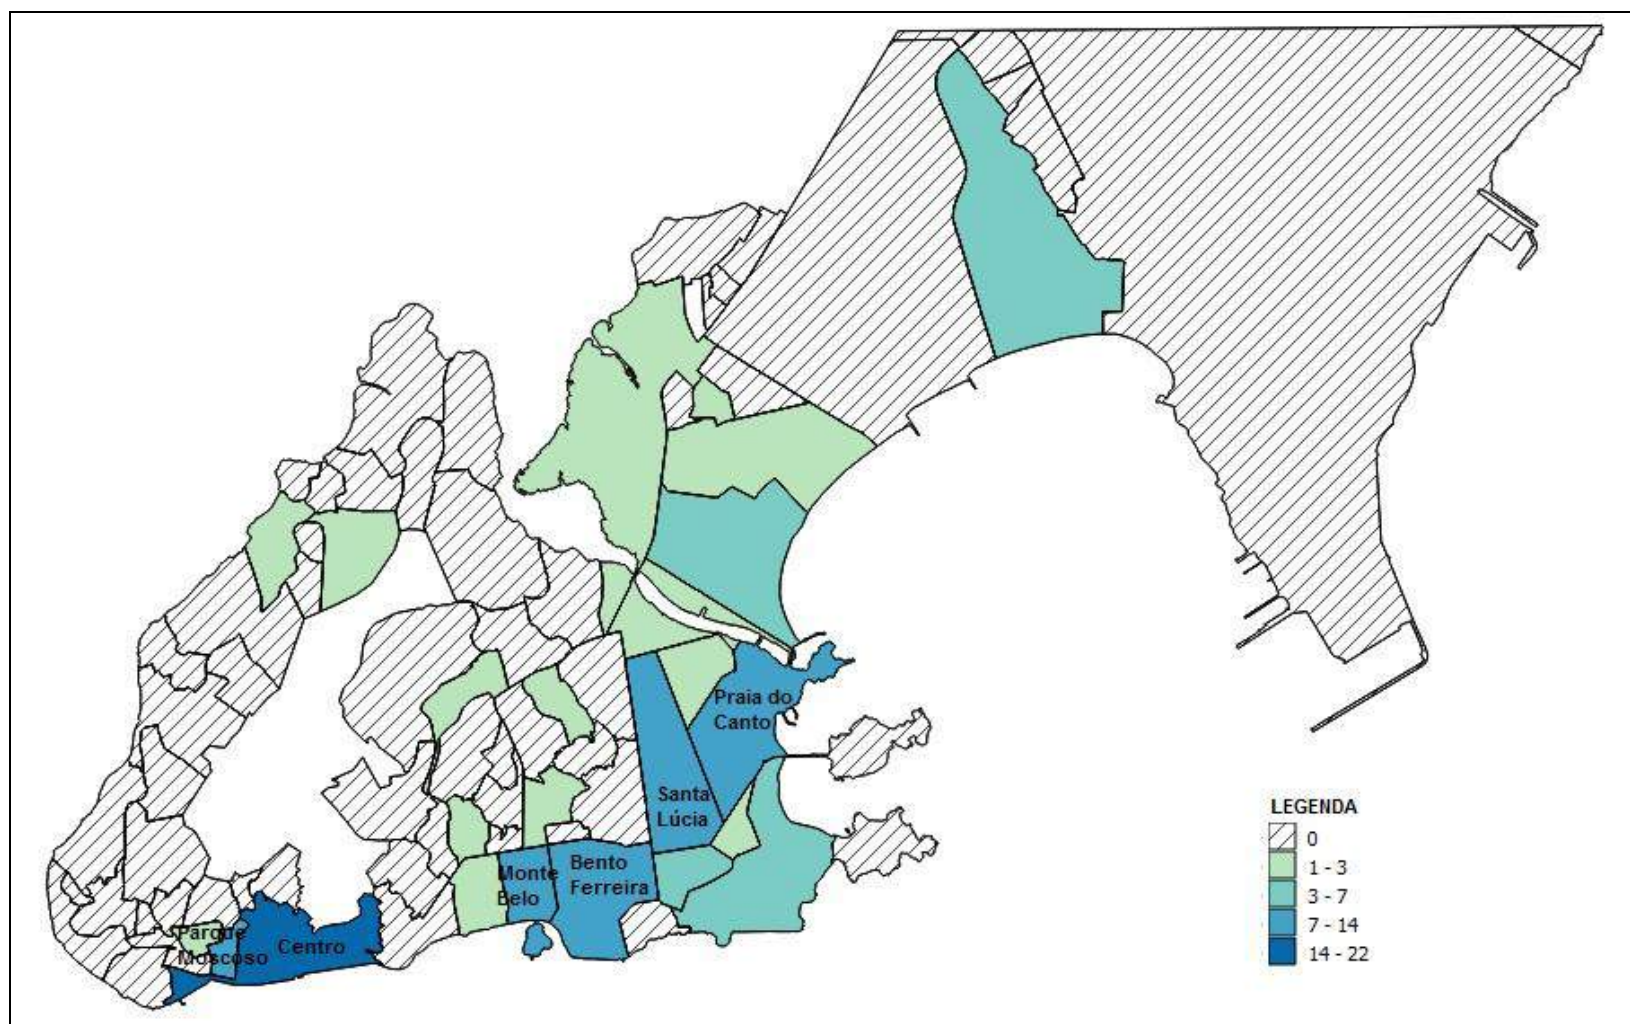 Praia do
Canto
Santa
Lúcia
Bento
Ferreira
Monte
Belo
Parque
Moscoso
Centro
LEGENDA
0
1 - 3
3 - 7
7 - 14
14 - 22